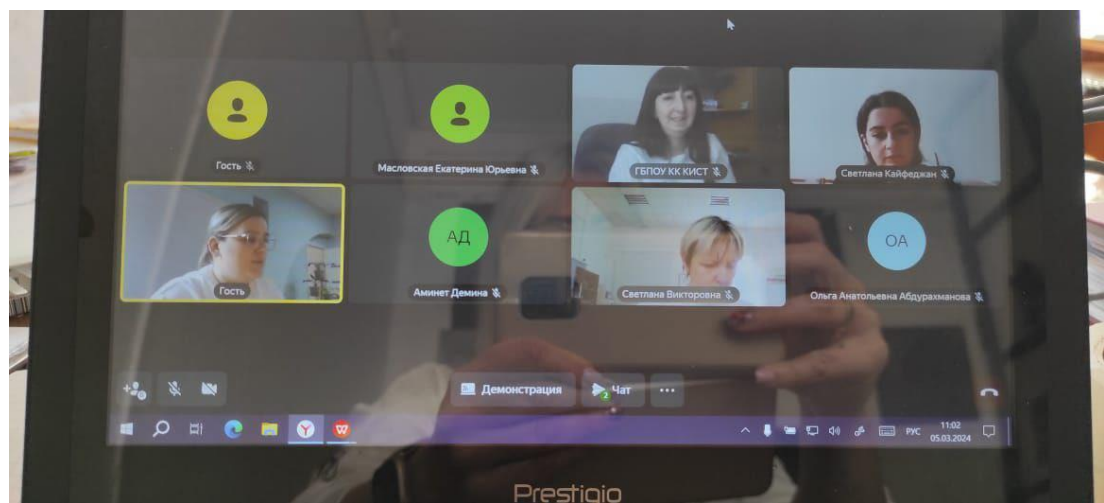 Гость
Масловская Екатерина Юрьевна
ГБПОУ КК КИСТ
Светлана Кайфеджан
Гость
АД
Аминет Демина
Светлана Викторовна
ОА
Ольга Анатольевна Абдурахманова
Демонстрация
Чат
2
РУС
11:02
05.03.2024
Prestigio